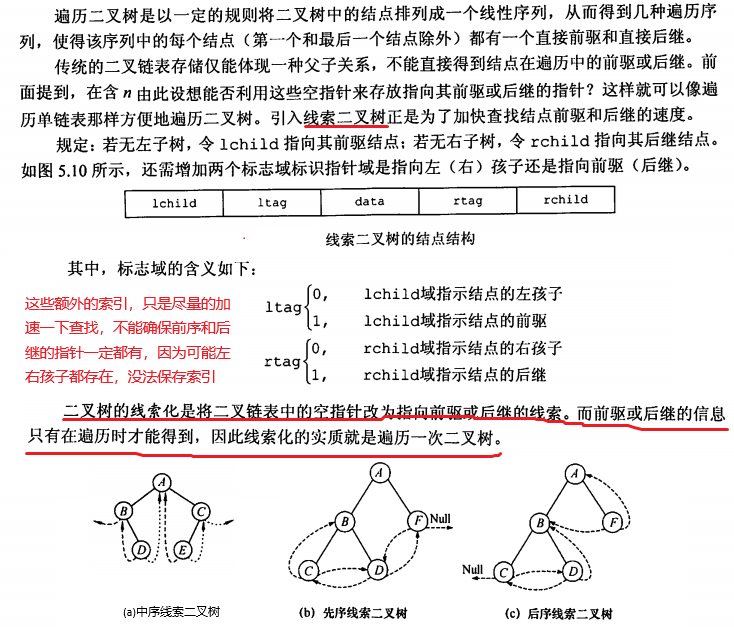 遍历二叉树是以一定的规则将二叉树中的结点排列成一个线性序列，从而得到几种遍历序
列，使得该序列中的每个结点（第一个和最后一个结点除外）都有一个直接前驱和直接后继。
传统的二叉链表存储仅能体现一种父子关系，不能直接得到结点在遍历中的前驱或后继。前
面提到，在含 n 由此设想能否利用这些空指针来存放指向其前驱或后继的指针？这样就可以像遍
历单链表那样方便地遍历二叉树。引入线索二叉树正是为了加快查找结点前驱和后继的速度。
规定：若无左子树，令 lchild 指向其前驱结点；若无右子树，令 rchild 指向其后继结点。
如图 5.10 所示，还需增加两个标志域标识指针域是指向左（右）孩子还是指向前驱（后继）。
lchild ltag data rtag rchild
线索二叉树的结点结构
其中，标志域的含义如下：
这些额外的索引，只是尽量的加
速一下查找，不能确保前序和后
继的指针一定都有，因为可能左
右孩子都存在，没法保存索引
ltag
0, lchild域指示结点的左孩子
1, lchild域指示结点的前驱
rtag
0, rchild域指示结点的右孩子
1, rchild域指示结点的后继
二叉树的线索化是将二叉链表中的空指针改为指向前驱或后继的线索。而前驱或后继的信息
只有在遍历时才能得到，因此线索化的实质就是遍历一次二叉树。
A
B C
D E
(a)中序线索二叉树
A
B F Null
C D
(b) 先序线索二叉树
A
B F
Null C D
(c) 后序线索二叉树